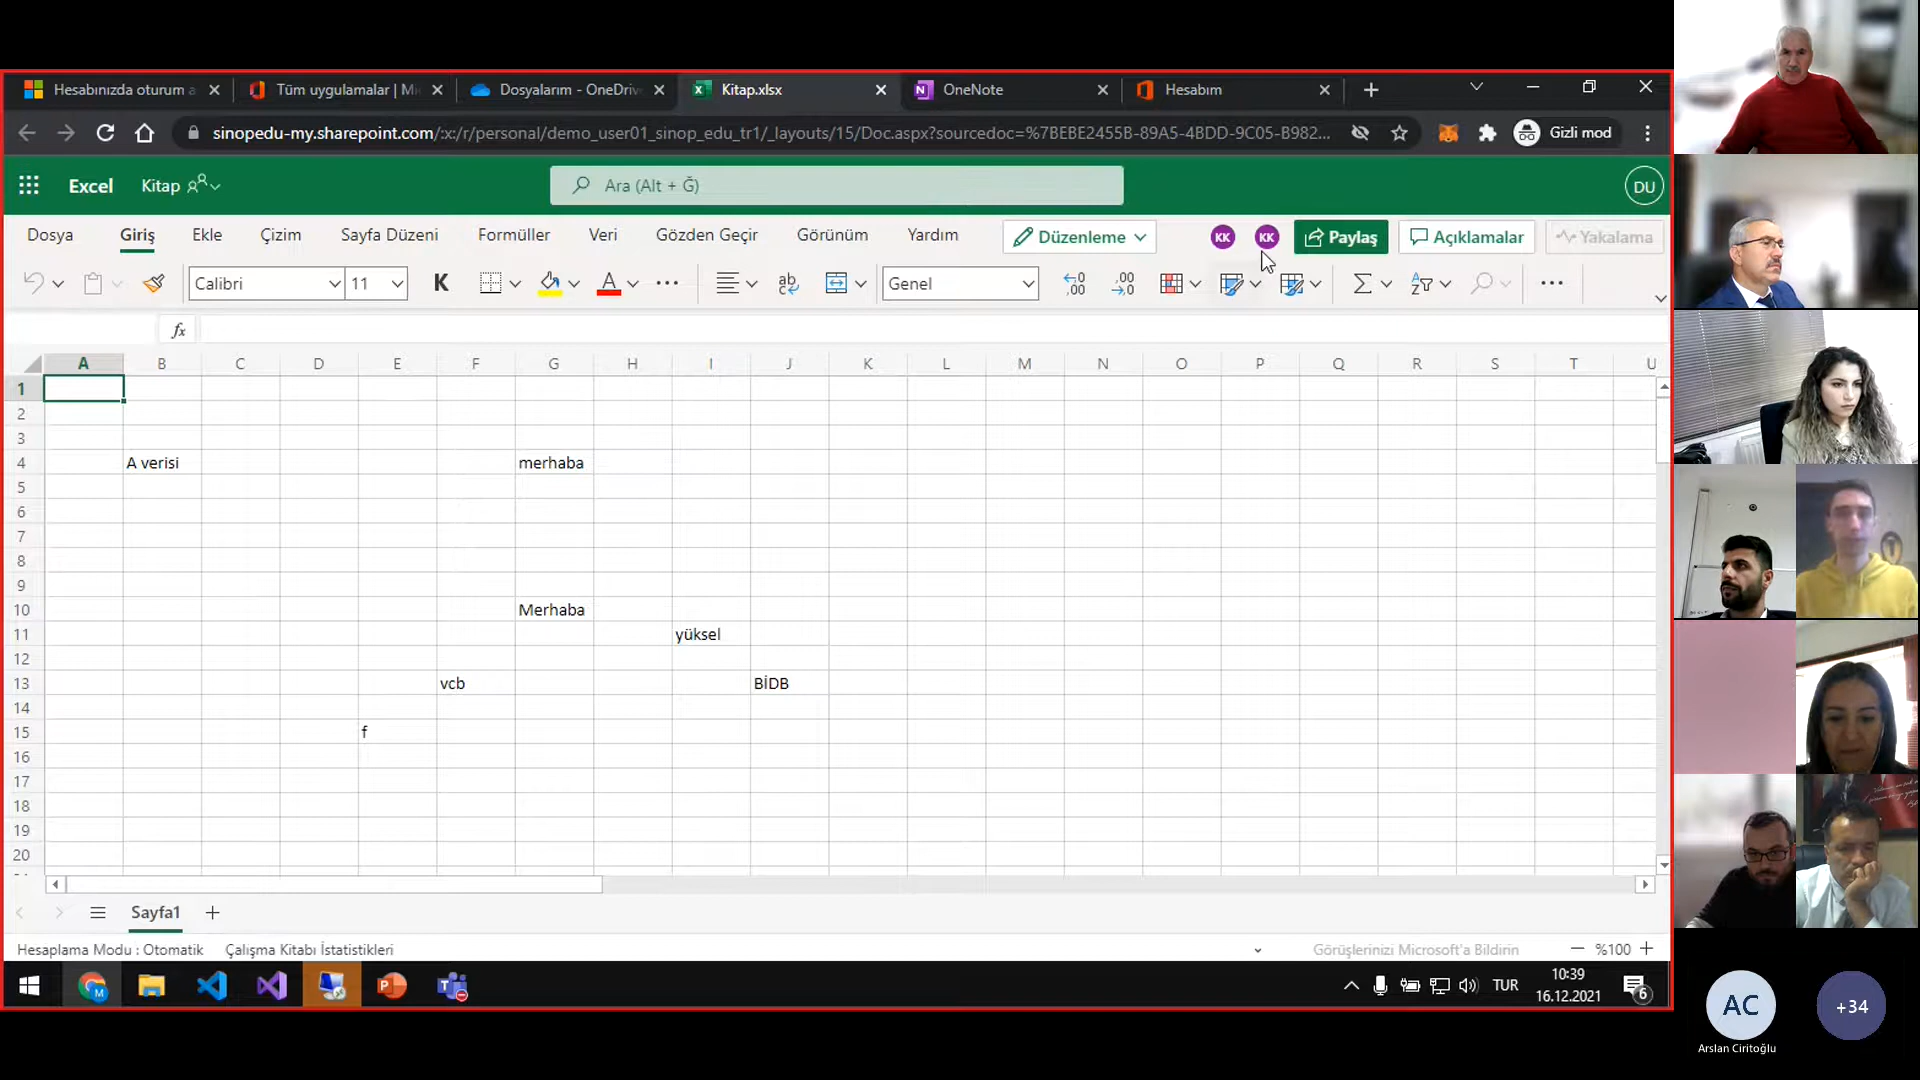 Hesabınızda oturum a
Tüm uygulamalar | Mi
Dosyalarım - OneDriv
Kitap.xlsx
OneNote
Hesabım
sinopedu-my.sharepoint.com/:x:/r/personal/demo_user01_sinop_edu_tr1/_layouts/15/Doc.aspx?sourcedoc=%7BEBE2455B-89A5-4BDD-9C05-B982...
Gizli mod
Excel
Kitap
Ara (Alt + Ğ)
DU
Dosya
Giriş
Ekle
Çizim
Sayfa Düzeni
Formüller
Veri
Gözden Geçir
Görünüm
Yardım
Düzenleme
KK
KK
Paylaş
Açıklamalar
Yakalama
Calibri
11
K
A
ab
Genel
fx
A B C D E F G H I J K L M N O P Q R S T U
1
2
3
4 A verisi merhaba
5
6
7
8
9
10 Merhaba
11 yüksel
12
13 vcb BİDB
14
15 f
16
17
18
19
20
Sayfa1
Hesaplama Modu : Otomatik
Çalışma Kitabı İstatistikleri
Görüşlerinizi Microsoft'a Bildirin
%100
TUR
10:39
16.12.2021
6
AC
Arslan Ciritoğlu
+34